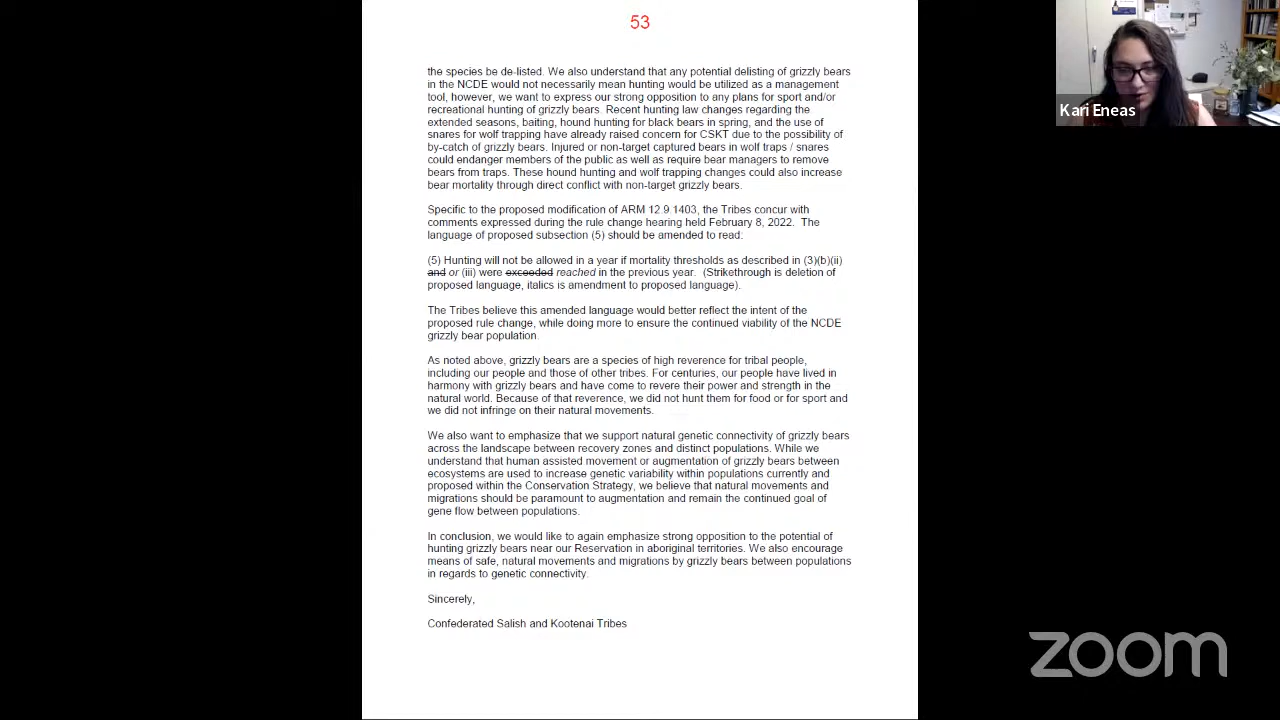 53
the species be de-listed. We also understand that any potential delisting of grizzly bears
in the NCDE would not necessarily mean hunting would be utilized as a management
tool, however, we want to express our strong opposition to any plans for sport and/or
recreational hunting of grizzly bears. Recent hunting law changes regarding the
extended seasons, baiting, hound hunting for black bears in spring, and the use of
snares for wolf trapping have already raised concern for CSKT due to the possibility of
by-catch of grizzly bears. Injured or non-target captured bears in wolf traps / snares
could endanger members of the public as well as require bear managers to remove
bears from traps. These hound hunting and wolf trapping changes could also increase
bear mortality through direct conflict with non-target grizzly bears.
Specific to the proposed modification of ARM 12.9.1403, the Tribes concur with
comments expressed during the rule change hearing held February 8, 2022. The
language of proposed subsection (5) should be amended to read:
(5) Hunting will not be allowed in a year if mortality thresholds as described in (3)(b)(ii)
and or (iii) were exceeded reached in the previous year. (Strikethrough is deletion of
proposed language, italics is amendment to proposed language).
The Tribes believe this amended language would better reflect the intent of the
proposed rule change, while doing more to ensure the continued viability of the NCDE
grizzly bear population.
As noted above, grizzly bears are a species of high reverence for tribal people,
including our people and those of other tribes. For centuries, our people have lived in
harmony with grizzly bears and have come to revere their power and strength in the
natural world. Because of that reverence, we did not hunt them for food or for sport and
we did not infringe on their natural movements.
We also want to emphasize that we support natural genetic connectivity of grizzly bears
across the landscape between recovery zones and distinct populations. While we
understand that human assisted movement or augmentation of grizzly bears between
ecosystems are used to increase genetic variability within populations currently and
proposed within the Conservation Strategy, we believe that natural movements and
migrations should be paramount to augmentation and remain the continued goal of
gene flow between populations.
In conclusion, we would like to again emphasize strong opposition to the potential of
hunting grizzly bears near our Reservation in aboriginal territories. We also encourage
means of safe, natural movements and migrations by grizzly bears between populations
in regards to genetic connectivity.
Sincerely,
Confederated Salish and Kootenai Tribes
Kari Eneas
zoom